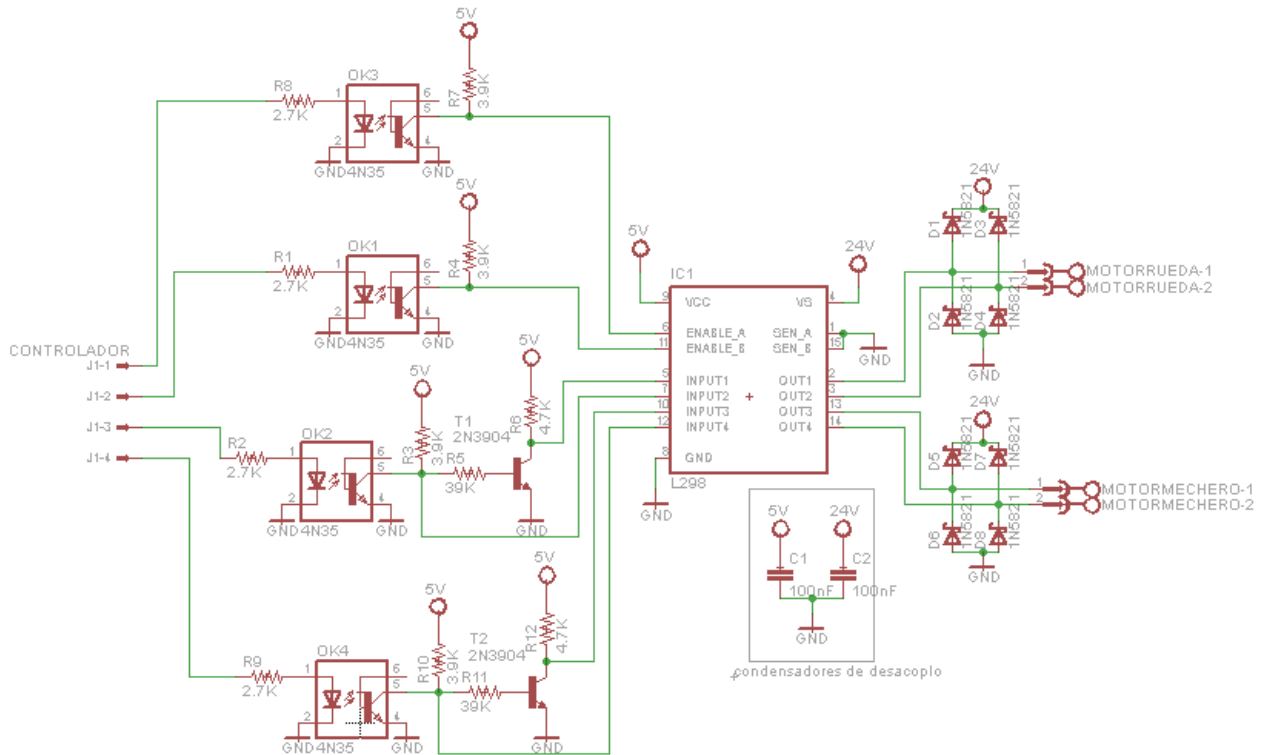 5V
OK3
R8
2.7K
1
6
5
2
4
GND
4N35
GND
R7
3.9K
5V
OK1
R1
2.7K
1
6
5
2
4
GND
4N35
GND
R4
3.9K
CONTROLADOR
J1-1
J1-2
J1-3
J1-4
5V
OK2
R2
2.7K
1
6
5
2
4
GND
4N35
GND
R3
3.9K
R5
39K
T1
2N3904
5V
R6
4.7K
GND
5V
OK4
R9
2.7K
1
6
5
2
4
GND
4N35
GND
R10
3.9K
R11
39K
T2
2N3904
5V
R12
4.7K
GND
5V
24V
IC1
9 VCC VS 4
6 ENABLE_A SEN_A 1
11 ENABLE_B SEN_B 15
GND
5 INPUT1 OUT1 2
7 INPUT2 OUT2 3
10 INPUT3 OUT3 13
12 INPUT4 OUT4 14
8 GND
L298
GND
24V
D1
1N5821
D3
1N5821
D2
1N5821
D4
1N5821
GND
1 MOTORRUEDA-1
2 MOTORRUEDA-2
24V
D5
1N5821
D7
1N5821
D6
1N5821
D8
1N5821
GND
1 MOTORMECHERO-1
2 MOTORMECHERO-2
5V
24V
C1
100nF
C2
100nF
GND
condensadores de desacoplo